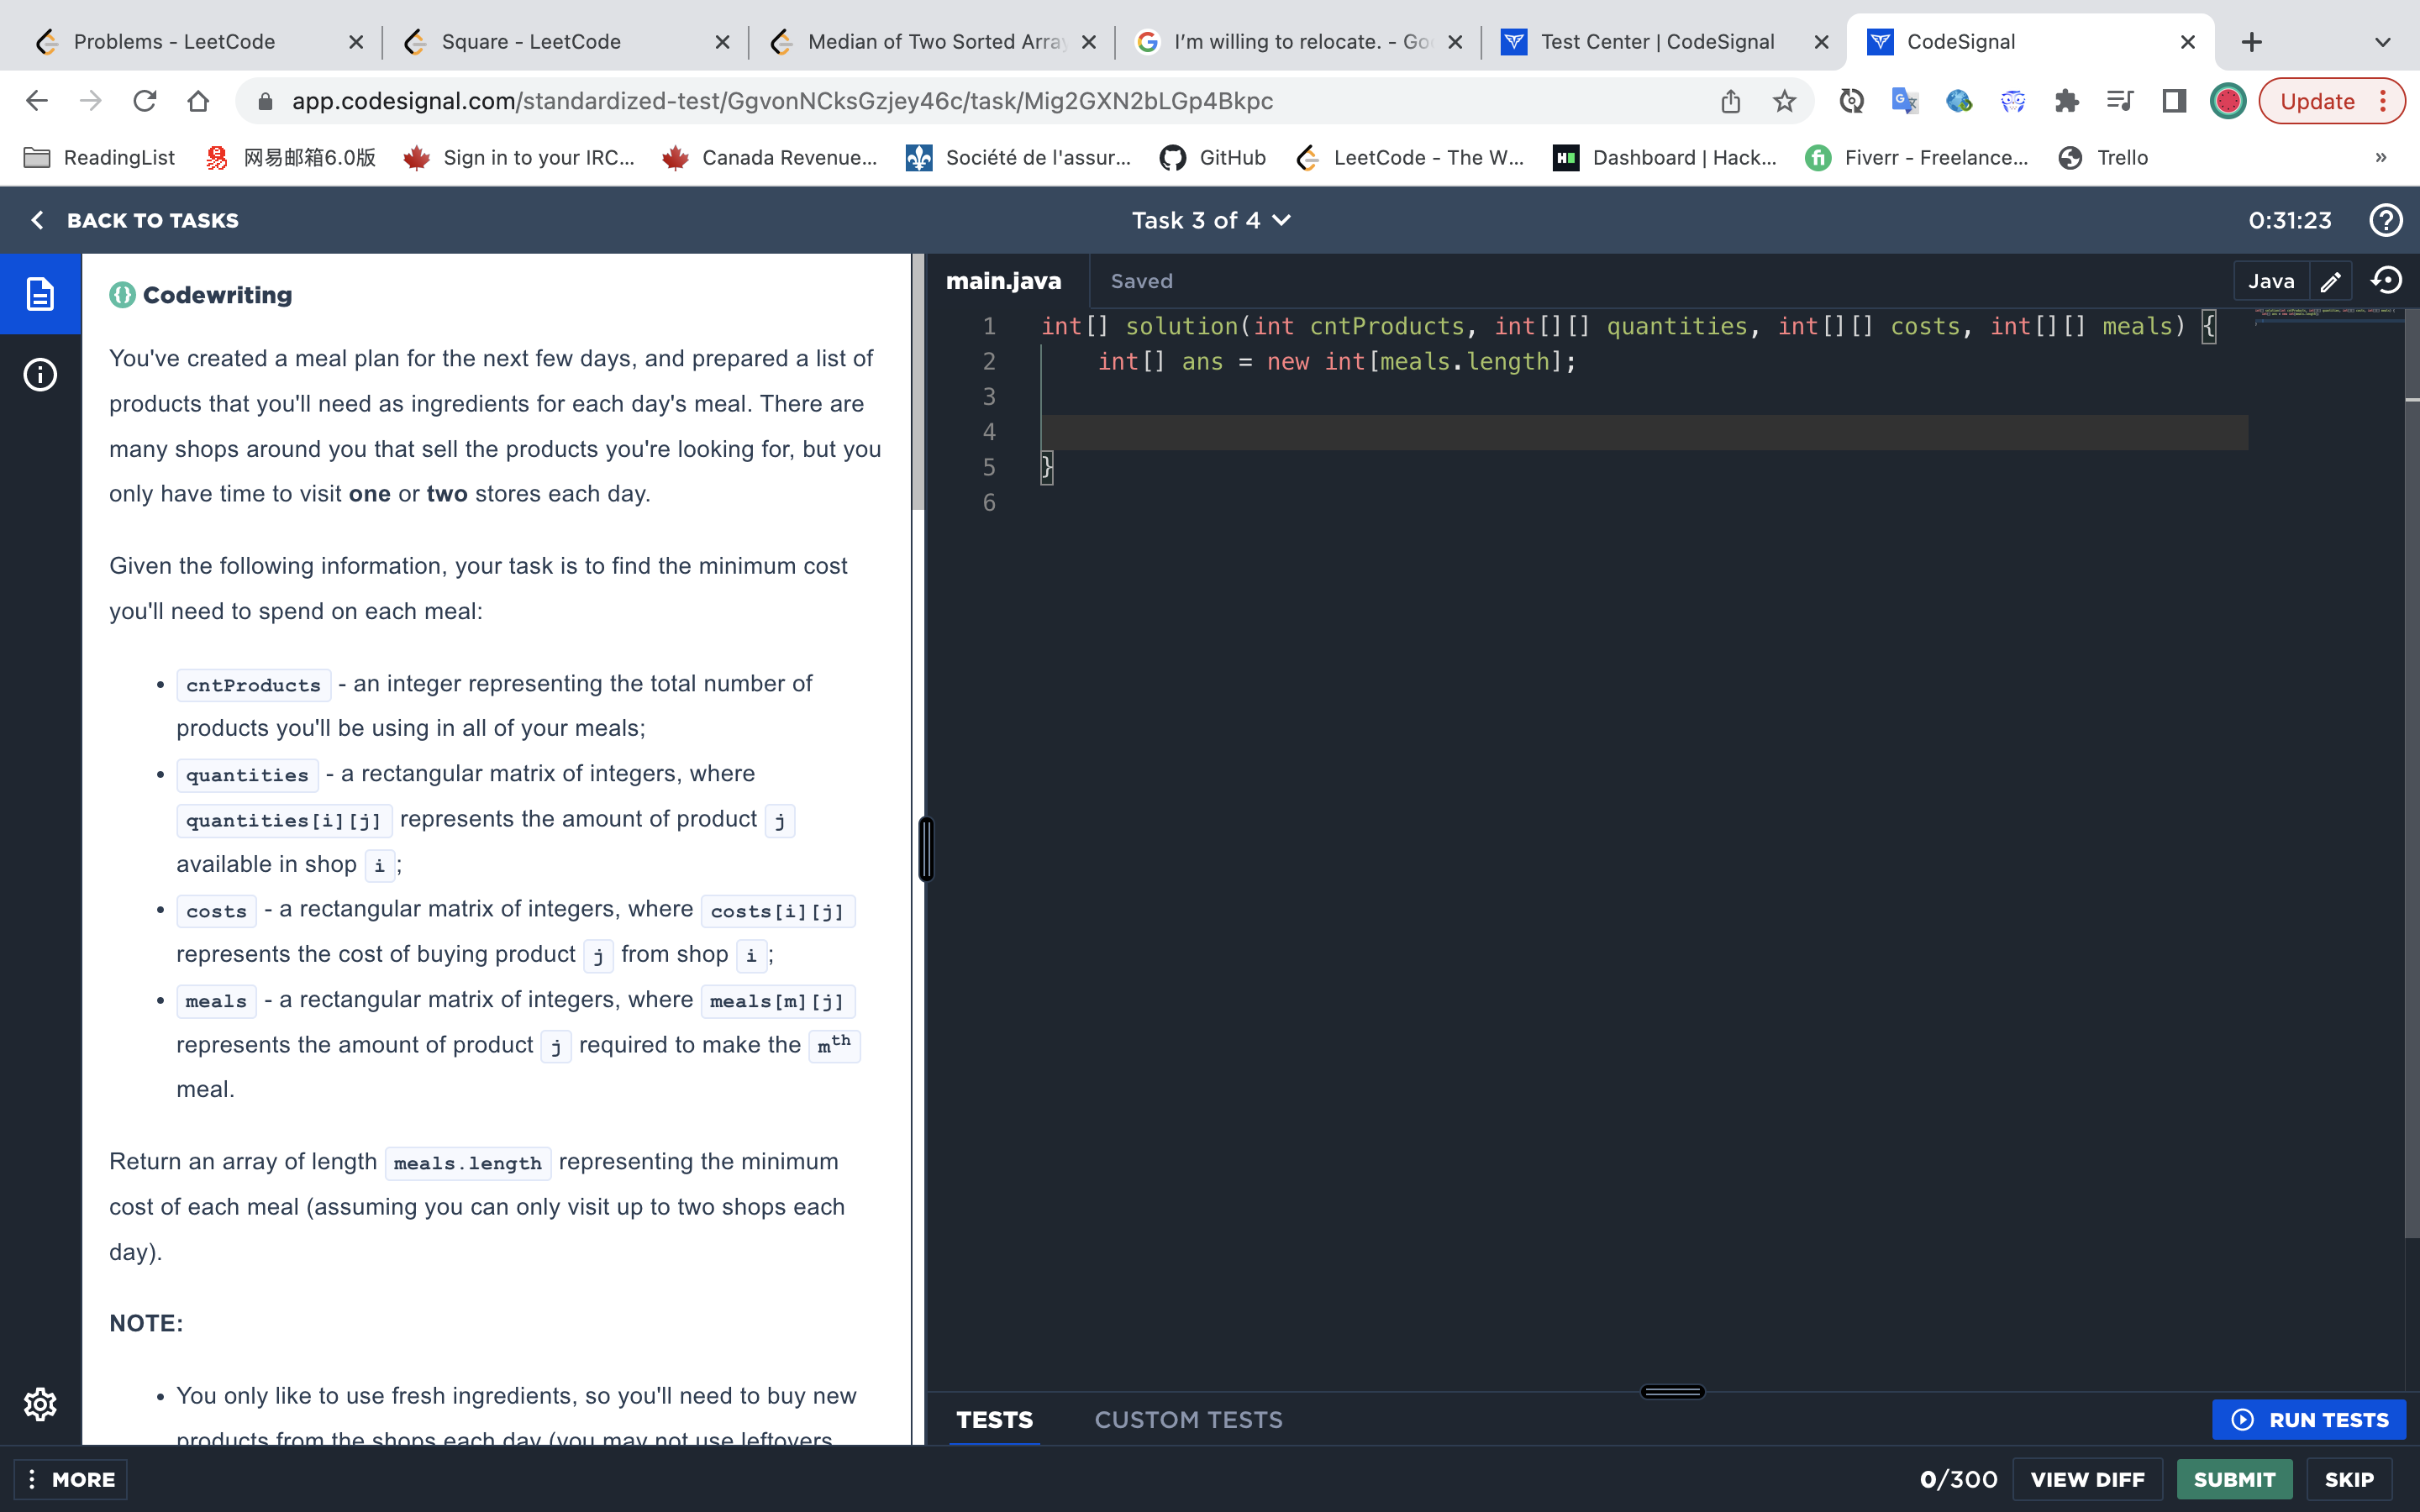 Problems - LeetCode
Square - LeetCode
Median of Two Sorted Array
I'm willing to relocate. - Goo
Test Center | CodeSignal
CodeSignal
app.codesignal.com/standardized-test/GgvonNCksGzjey46c/task/Mig2GXN2bLGp4Bkpc
Update
ReadingList
网易邮箱6.0版
Sign in to your IRC...
Canada Revenue...
Société de l'assur...
GitHub
LeetCode - The W...
Dashboard | Hack...
Fiverr - Freelance...
Trello
»
BACK TO TASKS
Task 3 of 4
0:31:23
Codewriting
You've created a meal plan for the next few days, and prepared a list of
products that you'll need as ingredients for each day's meal. There are
many shops around you that sell the products you're looking for, but you
only have time to visit one or two stores each day.
Given the following information, your task is to find the minimum cost
you'll need to spend on each meal:
• cntProducts - an integer representing the total number of
products you'll be using in all of your meals;
• quantities - a rectangular matrix of integers, where
quantities[i][j] represents the amount of product j
available in shop i;
• costs - a rectangular matrix of integers, where costs[i][j]
represents the cost of buying product j from shop i;
• meals - a rectangular matrix of integers, where meals[m][j]
represents the amount of product j required to make the mth
meal.
Return an array of length meals.length representing the minimum
cost of each meal (assuming you can only visit up to two shops each
day).
NOTE:
• You only like to use fresh ingredients, so you'll need to buy new
products from the shops each day (you may not use leftovers
main.java
Saved
Java
1 int[] solution(int cntProducts, int[][] quantities, int[][] costs, int[][] meals) {
2 int[] ans = new int[meals.length];
3
4
5 }
6
TESTS
CUSTOM TESTS
RUN TESTS
MORE
0/300
VIEW DIFF
SUBMIT
SKIP